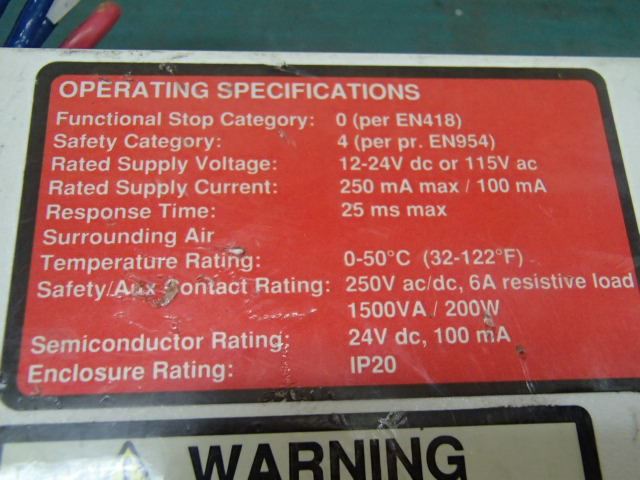 OPERATING SPECIFICATIONS
Functional Stop Category: 0 (per EN418)
Safety Category: 4 (per pr. EN954)
Rated Supply Voltage: 12-24V dc or 115V ac
Rated Supply Current: 250 mA max / 100 mA
Response Time: 25 ms max
Surrounding Air
Temperature Rating: 0-50°C (32-122°F)
Safety/Aux Contact Rating: 250V ac/dc, 6A resistive load
1500VA / 200W
Semiconductor Rating: 24V dc, 100 mA
Enclosure Rating: IP20
WARNING